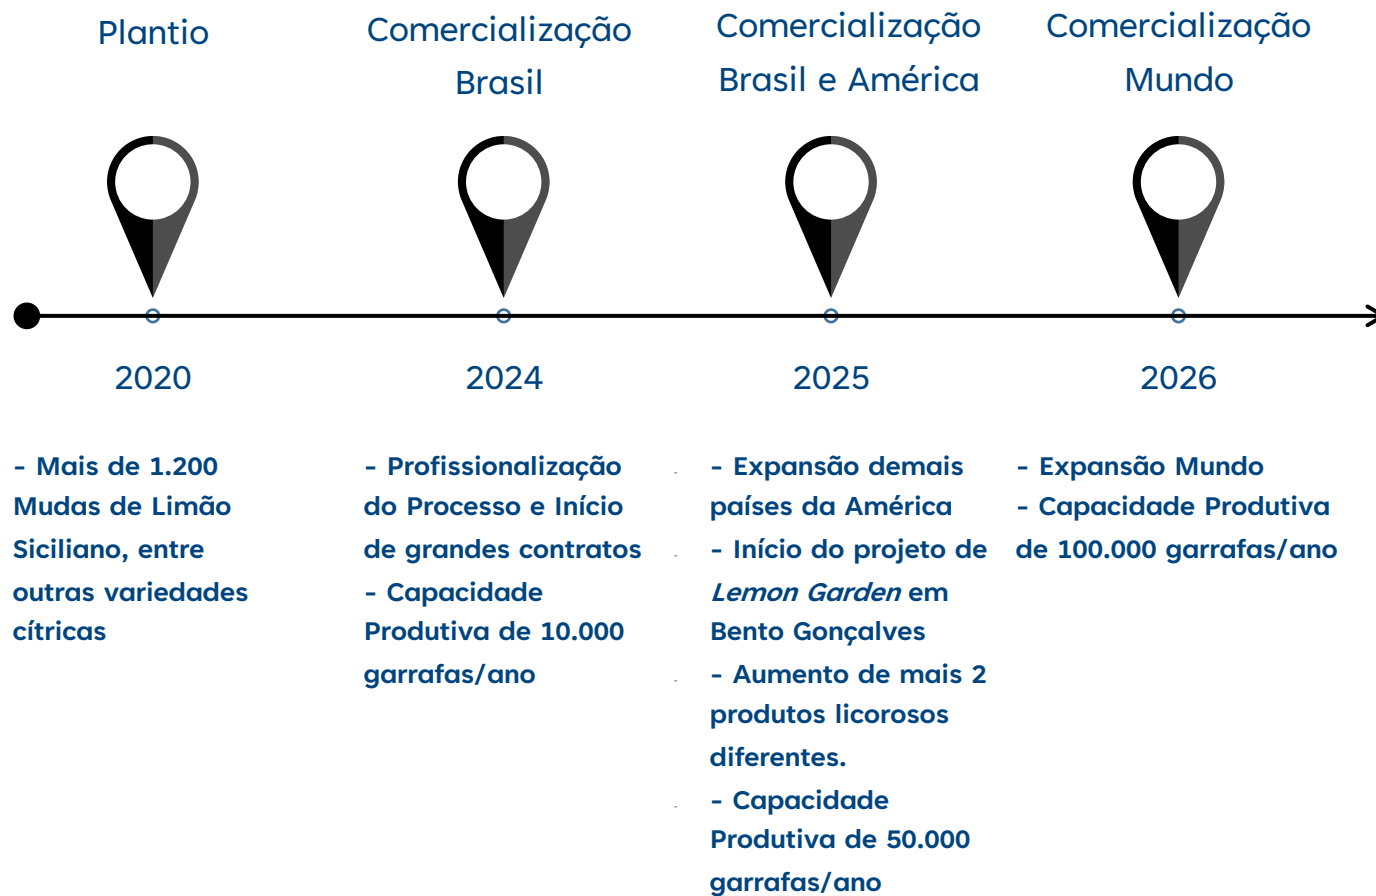 Plantio
Comercialização
Brasil
Comercialização
Brasil e América
Comercialização
Mundo
2020
2024
2025
2026
- Mais de 1.200
Mudas de Limão
Siciliano, entre
outras variedades
cítricas
- Profissionalização
do Processo e Início
de grandes contratos
- Capacidade
Produtiva de 10.000
garrafas/ano
- Expansão demais
países da América
- Início do projeto de
Lemon Garden em
Bento Gonçalves
- Aumento de mais 2
produtos licorosos
diferentes.
- Capacidade
Produtiva de 50.000
garrafas/ano
- Expansão Mundo
- Capacidade Produtiva
de 100.000 garrafas/ano